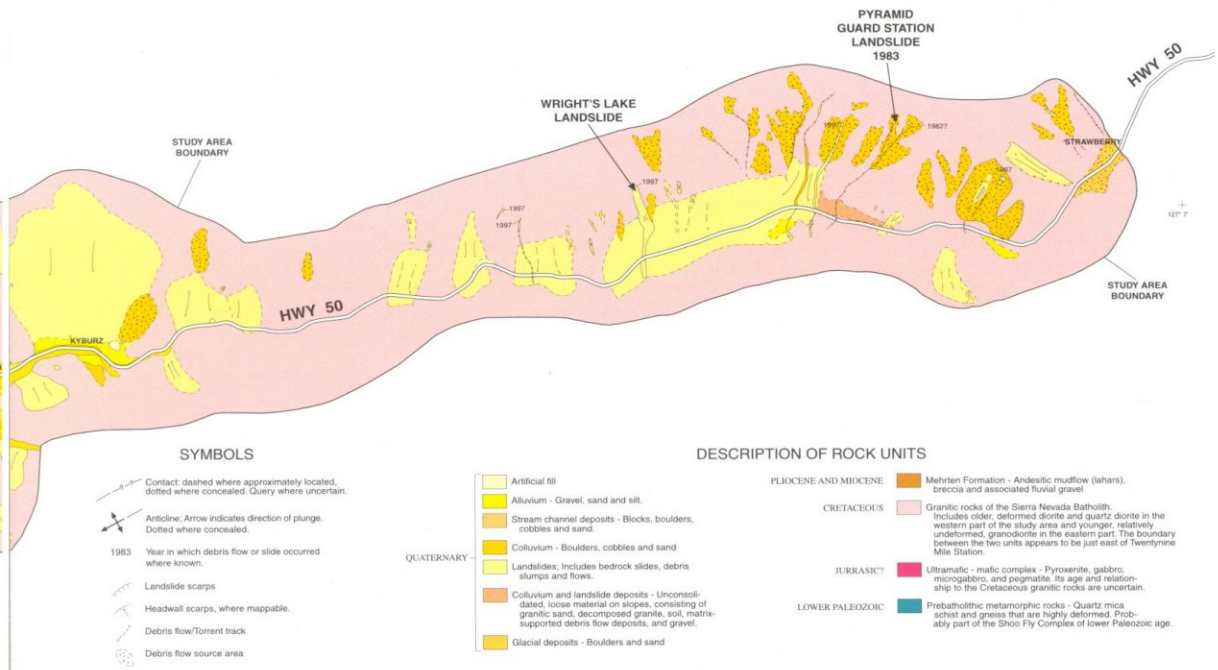 PYRAMID
GUARD STATION
LANDSLIDE
1983
HWY 50
WRIGHT'S LAKE
LANDSLIDE
STUDY AREA
BOUNDARY
1997
1982?
STRAWBERRY
1997
1997
199?
1997
127° 7'
STUDY AREA
BOUNDARY
HWY 50
KYBURZ
SYMBOLS
Contact: dashed where approximately located,
dotted where concealed. Query where uncertain.
Anticline; Arrow indicates direction of plunge.
Dotted where concealed.
1983 Year in which debris flow or slide occurred
where known.
Landslide scarps
Headwall scarps, where mappable.
Debris flow/Torrent track
Debris flow source area
DESCRIPTION OF ROCK UNITS
QUATERNARY
Artificial fill
Alluvium - Gravel, sand and silt.
Stream channel deposits - Blocks, boulders,
cobbles and sand.
Colluvium - Boulders, cobbles and sand
Landslides; Includes bedrock slides, debris
slumps and flows.
Colluvium and landslide deposits - Unconsoli-
dated, loose material on slopes, consisting of
granitic sand, decomposed granite, soil, matrix-
supported debris flow deposits, and gravel.
Glacial deposits - Boulders and sand
PLIOCENE AND MIOCENE
Mehrten Formation - Andesitic mudflow (lahars),
breccia and associated fluvial gravel
CRETACEOUS
Granitic rocks of the Sierra Nevada Batholith.
Includes older, deformed diorite and quartz diorite in the
western part of the study area and younger, relatively
undeformed, granodiorite in the eastern part. The boundary
between the two units appears to be just east of Twentynine
Mile Station.
JURRASIC?
Ultramafic - mafic complex - Pyroxenite, gabbro,
microgabbro, and pegmatite. Its age and relation-
ship to the Cretaceous granitic rocks are uncertain.
LOWER PALEOZOIC
Prebatholithic metamorphic rocks - Quartz mica
schist and gneiss that are highly deformed. Prob-
ably part of the Shoo Fly Complex of lower Paleozoic age.